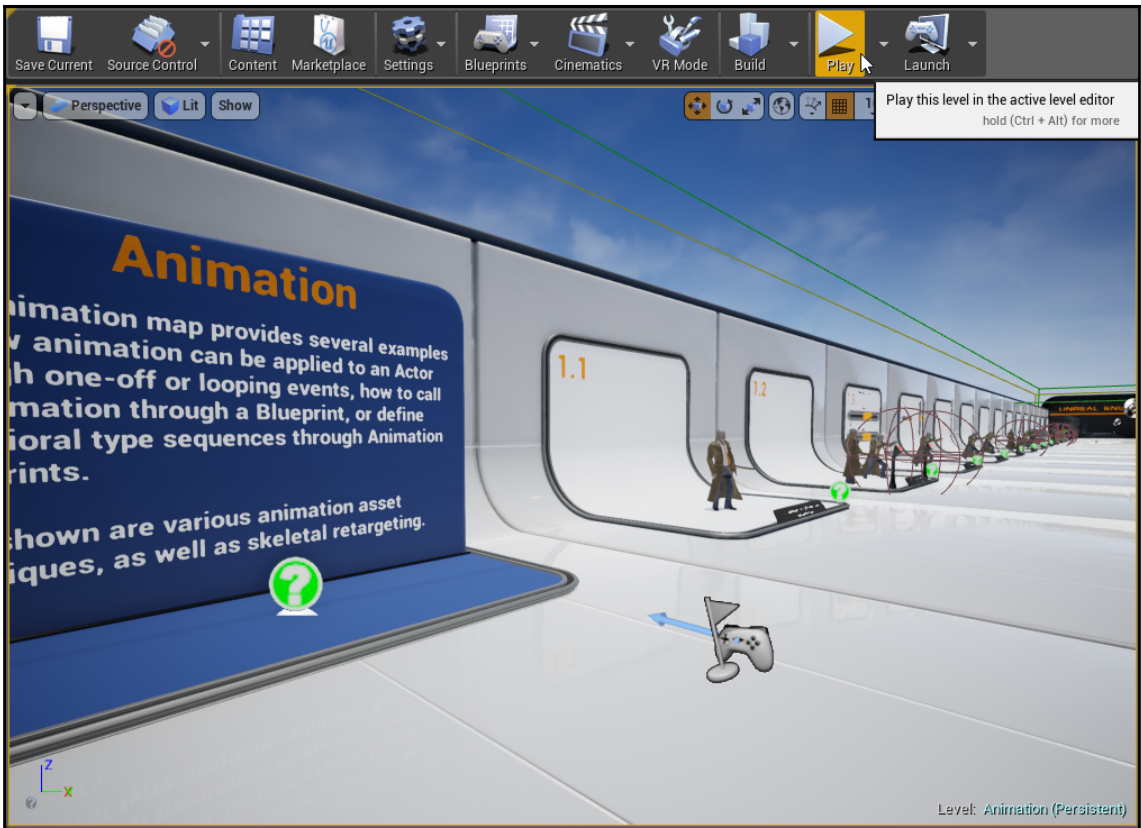 Save Current
Source Control
Content
Marketplace
Settings
Blueprints
Cinematics
VR Mode
Build
Play
Launch
Play this level in the active level editor
hold (Ctrl + Alt) for more
Perspective
Lit
Show
Animation
imation map provides several examples
animation can be applied to an Actor
h one-off or looping events, how to call
mation through a Blueprint, or define
ioral type sequences through Animation
rints.
shown are various animation asset
iques, as well as skeletal retargeting.
1.1
1.2
UNREAL ENG
Z
X
Level: Animation (Persistent)